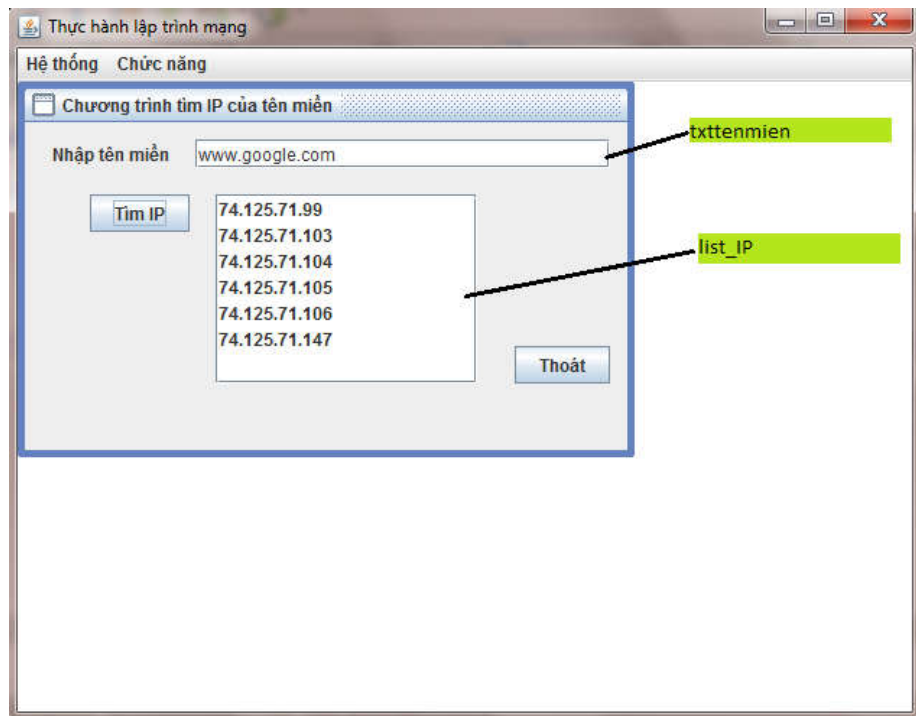 Thực hành lập trình mạng
Hệ thống Chức năng
Chương trình tìm IP của tên miền
Nhập tên miền www.google.com
txttenmien
Tìm IP
74.125.71.99
74.125.71.103
74.125.71.104
74.125.71.105
74.125.71.106
74.125.71.147
list_IP
Thoát